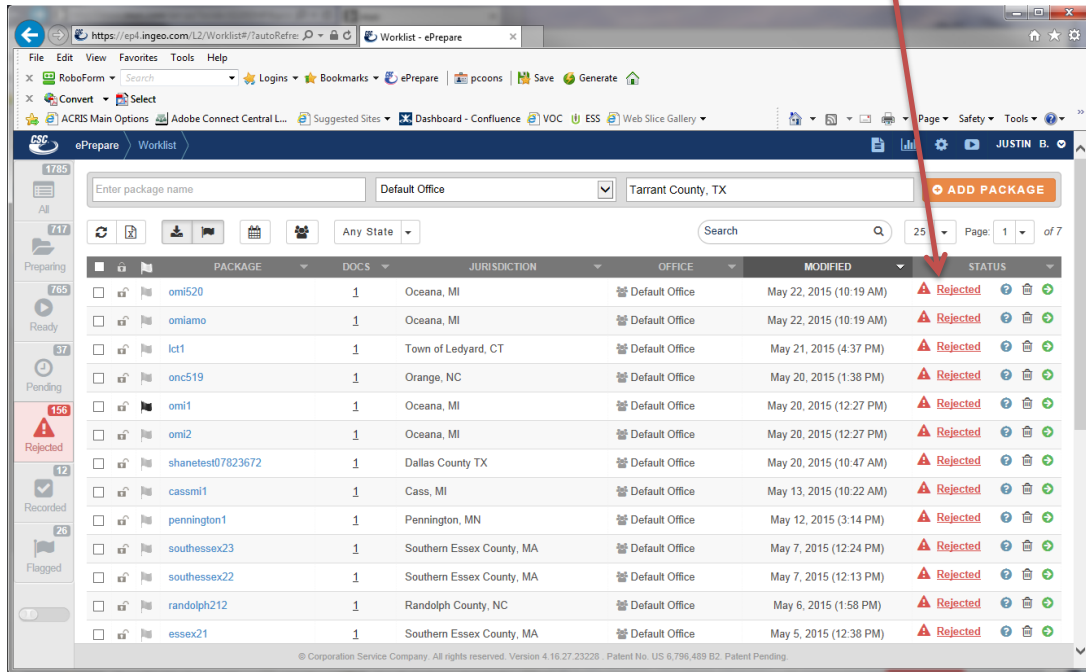 https://ep4.ingeo.com/L2/Worklist#/?autoRefre Worklist - ePrepare
File Edit View Favorites Tools Help
x RoboForm Search Logins Bookmarks ePrepare pcoons Save Generate
x Convert Select
ACRIS Main Options Adobe Connect Central L... Suggested Sites Dashboard - Confluence VOC ESS Web Slice Gallery Page Safety Tools
CSC ePrepare Worklist JUSTIN B.
1785
All
717
Preparing
765
Ready
37
Pending
156
Rejected
12
Recorded
26
Flagged
Enter package name Default Office Tarrant County, TX ADD PACKAGE
Any State Search 25 Page: 1 of 7
PACKAGE DOCS JURISDICTION OFFICE MODIFIED STATUS
omi520 1 Oceana, MI Default Office May 22, 2015 (10:19 AM) Rejected
omiamo 1 Oceana, MI Default Office May 22, 2015 (10:19 AM) Rejected
lct1 1 Town of Ledyard, CT Default Office May 21, 2015 (4:37 PM) Rejected
onc519 1 Orange, NC Default Office May 20, 2015 (1:38 PM) Rejected
omi1 1 Oceana, MI Default Office May 20, 2015 (12:27 PM) Rejected
omi2 1 Oceana, MI Default Office May 20, 2015 (12:27 PM) Rejected
shanetest07823672 1 Dallas County TX Default Office May 20, 2015 (10:47 AM) Rejected
cassmi1 1 Cass, MI Default Office May 13, 2015 (10:22 AM) Rejected
pennington1 1 Pennington, MN Default Office May 12, 2015 (3:14 PM) Rejected
southessex23 1 Southern Essex County, MA Default Office May 7, 2015 (12:24 PM) Rejected
southessex22 1 Southern Essex County, MA Default Office May 7, 2015 (12:13 PM) Rejected
randolph212 1 Randolph County, NC Default Office May 6, 2015 (1:58 PM) Rejected
essex21 1 Southern Essex County, MA Default Office May 5, 2015 (12:38 PM) Rejected
© Corporation Service Company. All rights reserved. Version 4.16.27.23228 . Patent No. US 6,796,489 B2. Patent Pending.